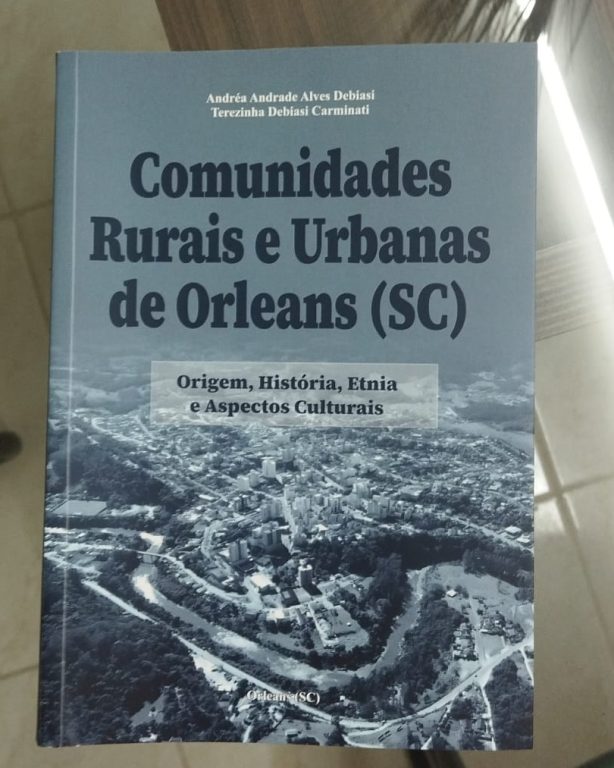 Andréa Andrade Alves Debiasi
Terezinha Debiasi Carminati
Comunidades
Rurais e Urbanas
de Orleans (SC)
Origem, História, Etnia
e Aspectos Culturais
Orleans (SC)